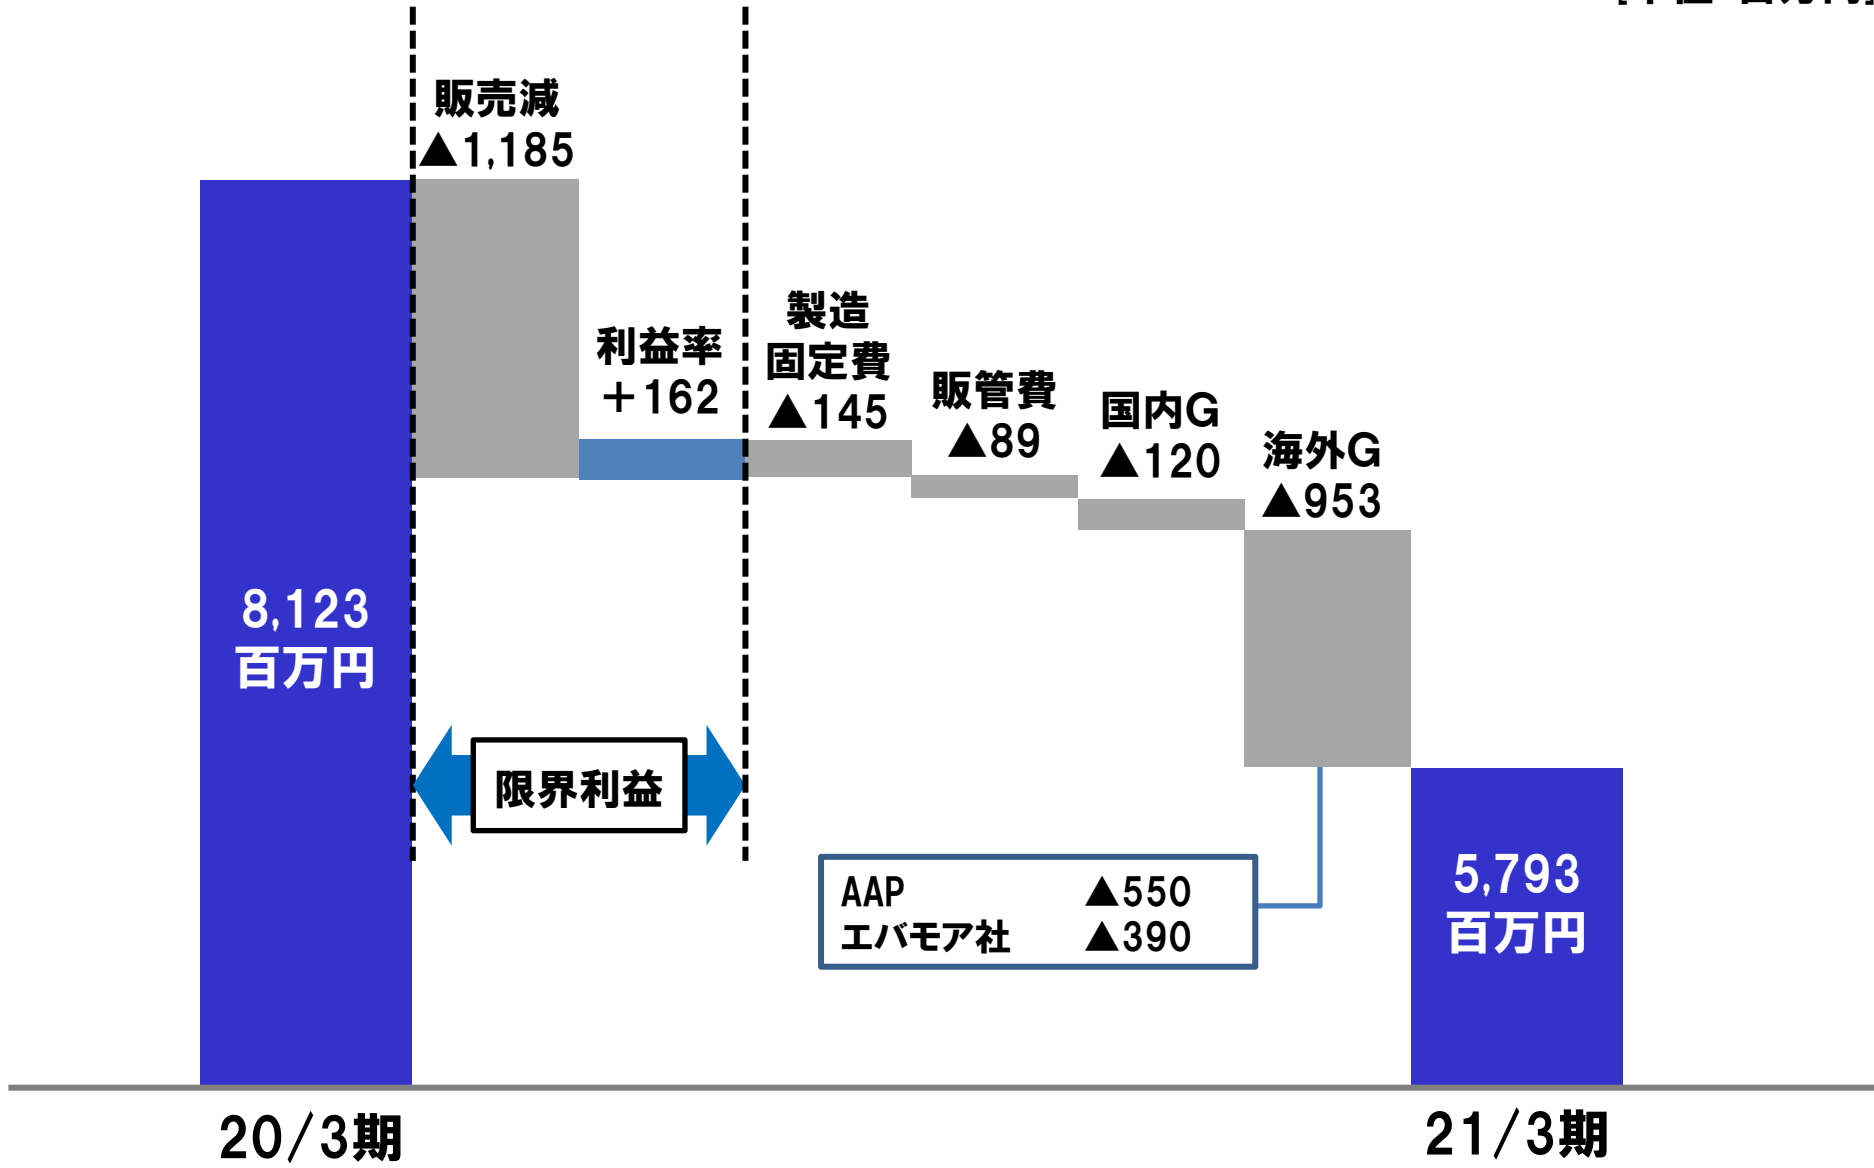 販売減
▲1,185
利益率
＋162
製造
固定費
▲145
販管費
▲89
国内G
▲120
海外G
▲953
8,123
百万円
限界利益
AAP ▲550
エバモア社 ▲390
5,793
百万円
20/3期
21/3期